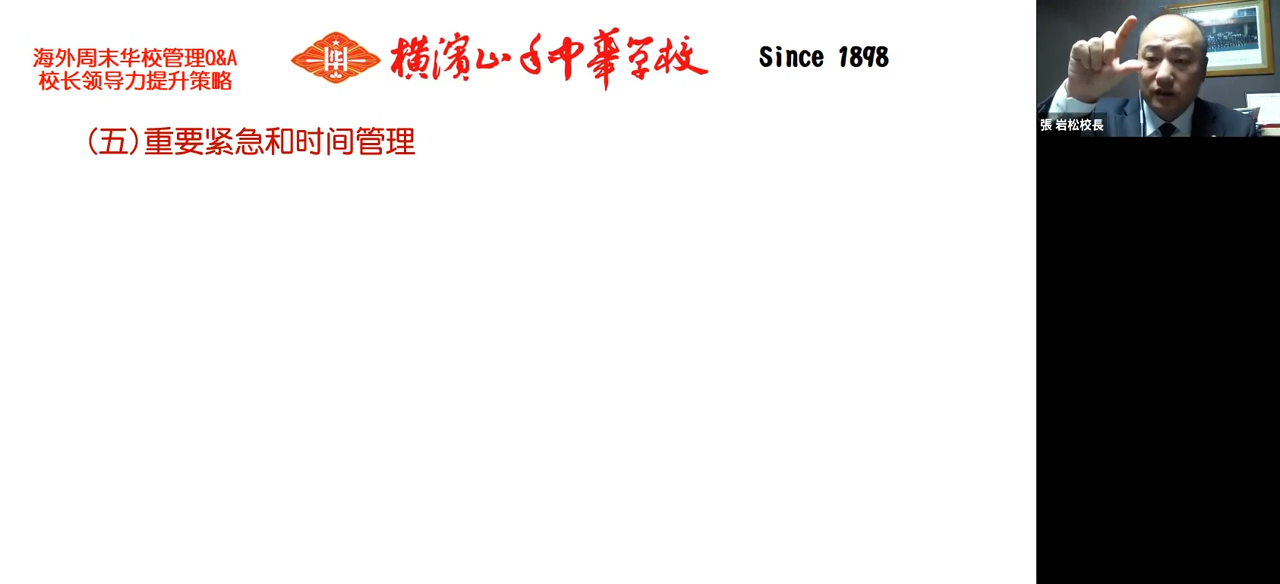 海外周末华校管理Q&A
校长领导力提升策略
华
横濱山手中華学校
Since 1898
(五)重要紧急和时间管理
張 岩松校長